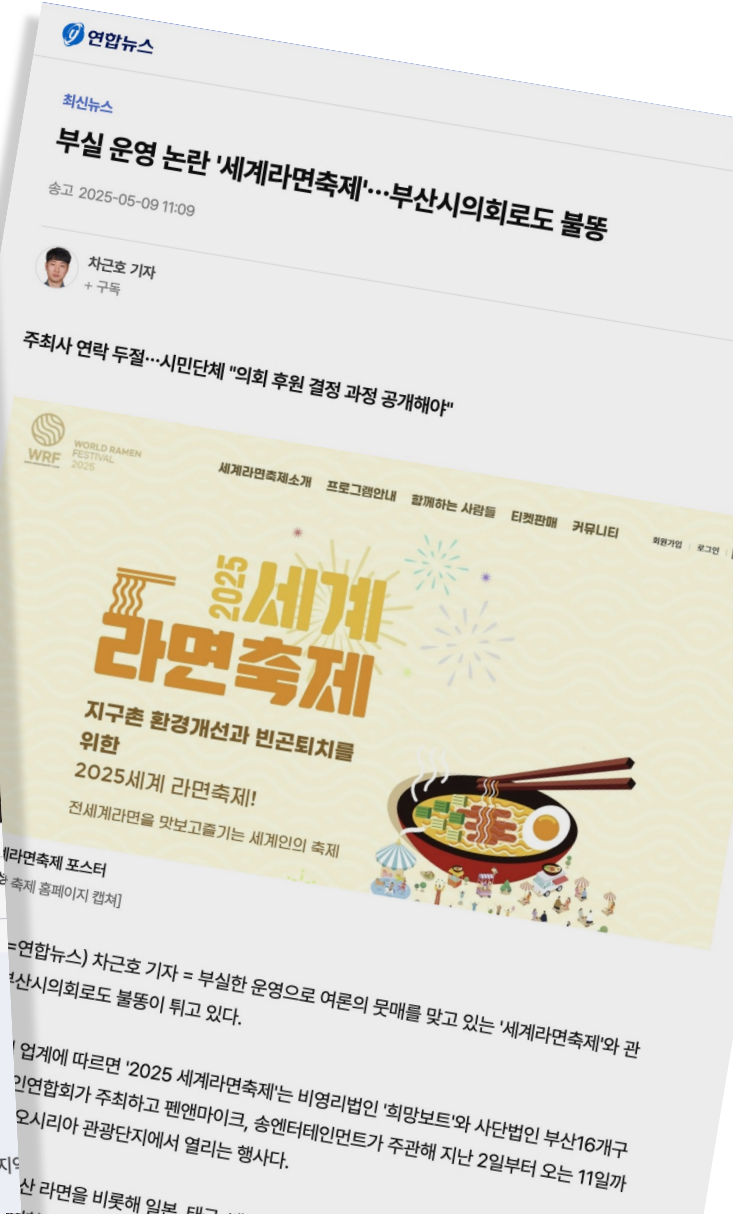 연합뉴스
최신뉴스
부실 운영 논란 '세계라면축제'…부산시의회로도 불똥
송고 2025-05-09 11:09
차근호 기자
+ 구독
주최사 연락 두절…시민단체 "의회 후원 결정 과정 공개해야"
WRF
WORLD RAMEN
FESTIVAL
2025
세계라면축제소개 프로그램안내 함께하는 사람들 티켓판매 커뮤니티 회원가입 로그인
2025 세계
라면축제
지구촌 환경개선과 빈곤퇴치를
위한
2025세계 라면축제!
전세계라면을 맛보고즐기는 세계인의 축제
라면축제 포스터
축제 홈페이지 캡쳐]
=연합뉴스) 차근호 기자 = 부실한 운영으로 여론의 뭇매를 맞고 있는 '세계라면축제'와 관
부산시의회로도 불똥이 튀고 있다.
업계에 따르면 '2025 세계라면축제'는 비영리법인 '희망보트'와 사단법인 부산16개구
인연합회가 주최하고 펜앤마이크, 송엔터테인먼트가 주관해 지난 2일부터 오는 11일까
오시리아 관광단지에서 열리는 행사다.
산 라면을 비롯해 일본, 태국,